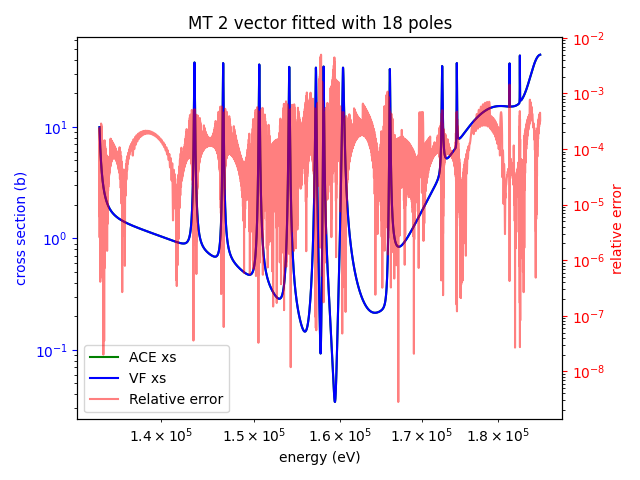 MT 2 vector fitted with 18 poles
cross section (b)
10¹
10⁰
10⁻¹
10⁻²
10⁻³
10⁻⁴
10⁻⁵
10⁻⁶
10⁻⁷
10⁻⁸
relative error
ACE xs
VF xs
Relative error
1.4 × 10⁵ 1.5 × 10⁵ 1.6 × 10⁵ 1.7 × 10⁵ 1.8 × 10⁵
energy (eV)